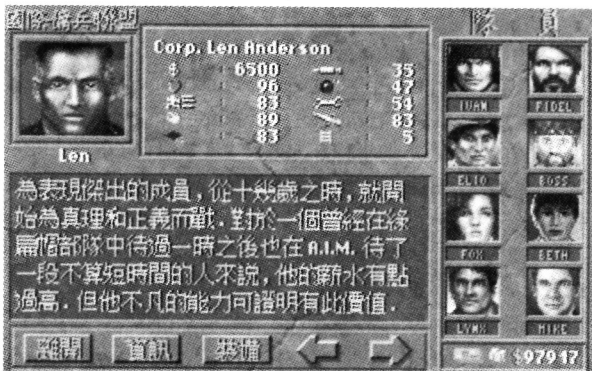 國際傭兵聯盟
Corp. Len Anderson
$ 6500 35
96 47
83 54
89 83
83 5
Len
為表現傑出的成員，從十幾歲之時，就開
始為真理和正義而戰．對於一個曾經在綠
扁帽部隊中待過一時之後也在 A.I.M. 待了
一段不算短時間的人來說，他的薪水有點
過高．但他不凡的能力可證明有此價值．
離開 資訊 裝備
隊員
IVAN FIDEL
ELIO BOSS
FOX BETH
LYNX MIKE
$97947